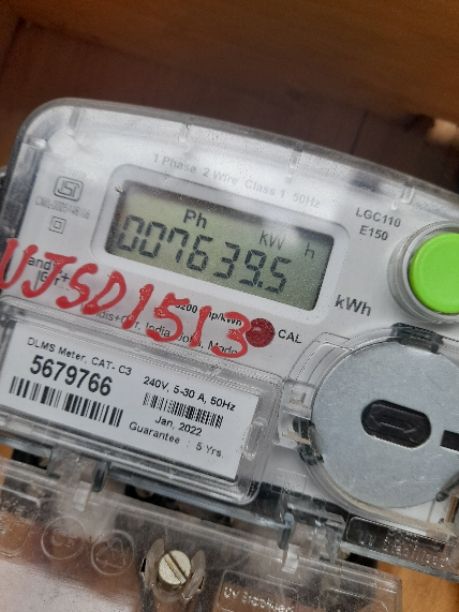 1 Phase 2 Wire Class 1 50Hz
LGC110
E150
Ph kW h
007639.5
kWh
UJSD1513
CAL
DLMS Meter, CAT- C3
5679766
240V, 5-30 A, 50Hz
Jan, 2022
Guarantee : 5 Yrs.